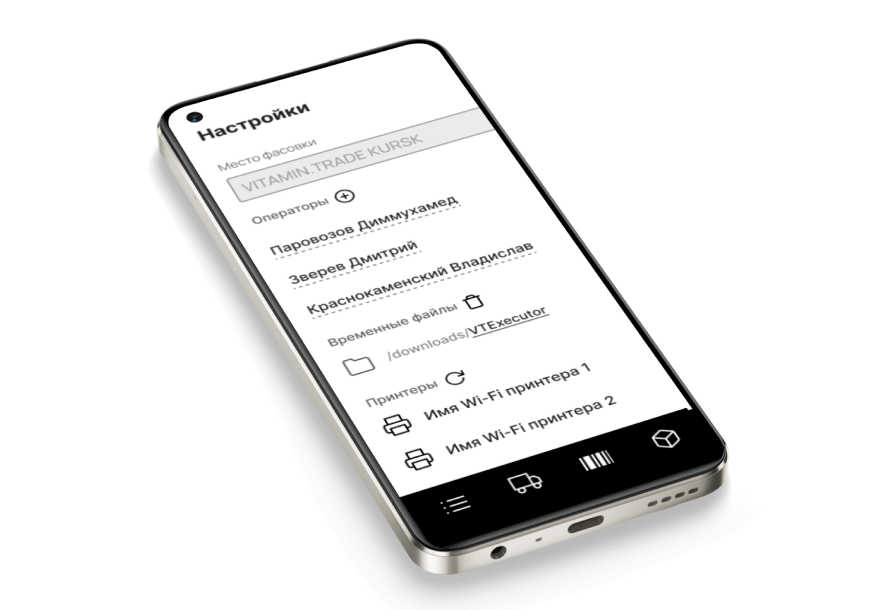 Настройки
Место фасовки
VITAMIN.TRADE KURSK
Операторы
Паровозов Диммухамед
Зверев Дмитрий
Краснокаменский Владислав
Временные файлы
/downloads/VTExecutor
Принтеры
Имя Wi-Fi принтера 1
Имя Wi-Fi принтера 2